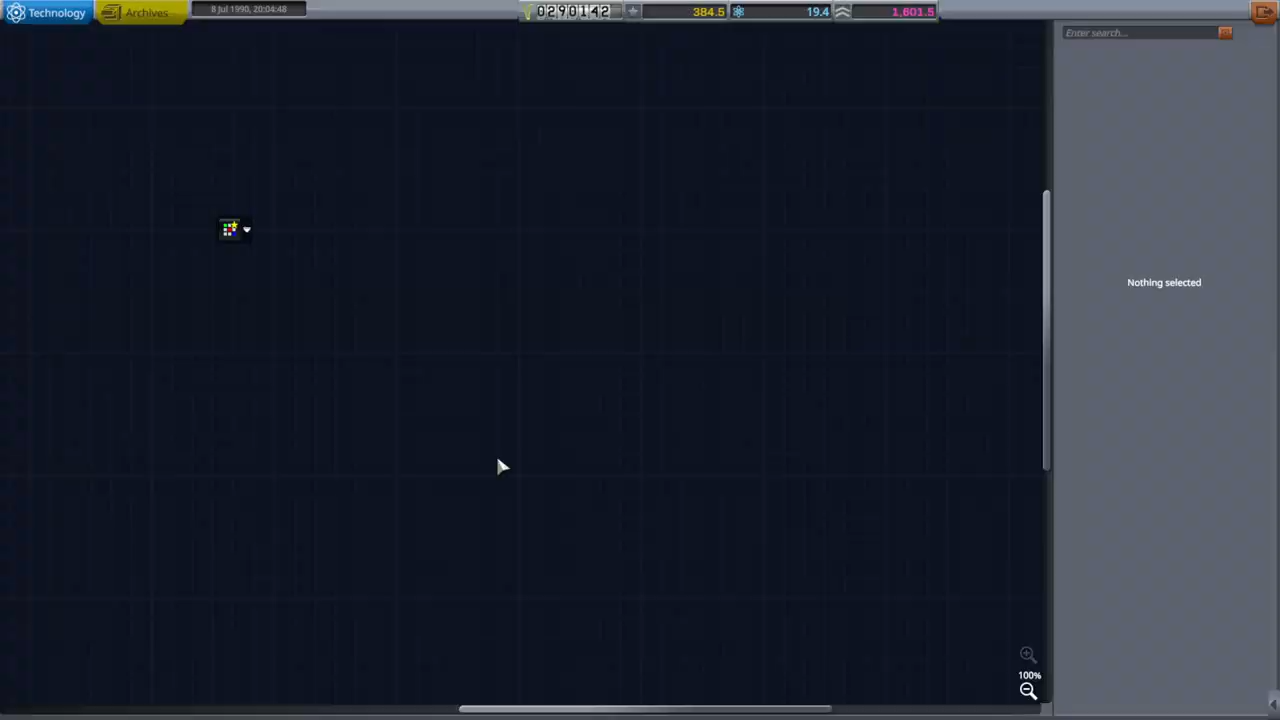 Technology
Archives
8 Jul 1990, 20:04:48
0290142
384.5
19.4
1,601.5
Enter search...
Nothing selected
100%